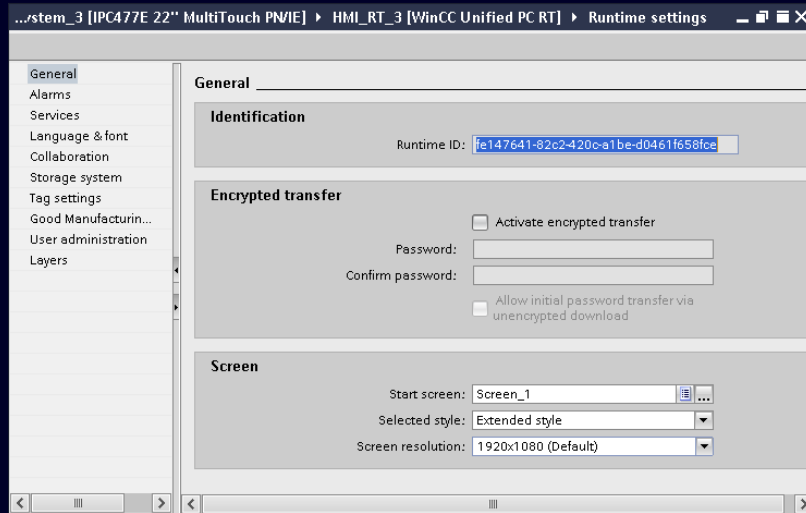 ...stem_3 [IPC477E 22'' MultiTouch PN/IE] ▸ HMI_RT_3 [WinCC Unified PC RT] ▸ Runtime settings
General
Alarms
Services
Language & font
Collaboration
Storage system
Tag settings
Good Manufacturin...
User administration
Layers
General
Identification
Runtime ID: fe147641-82c2-420c-a1be-d0461f658fce
Encrypted transfer
Activate encrypted transfer
Password:
Confirm password:
Allow initial password transfer via
unencrypted download
Screen
Start screen: Screen_1
...
Selected style: Extended style
Screen resolution: 1920x1080 (Default)